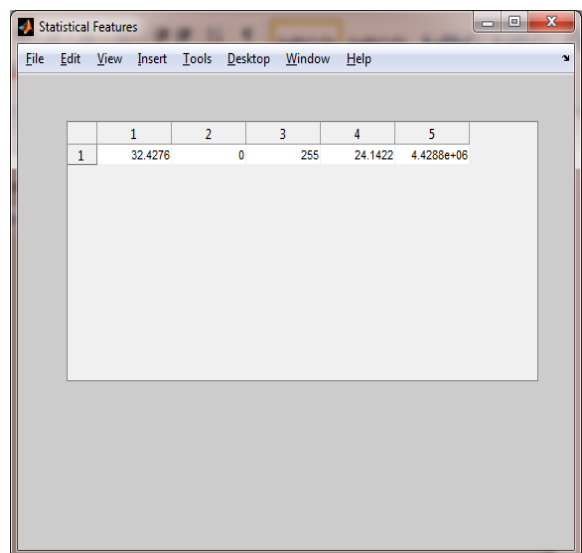 Statistical Features
File Edit View Insert Tools Desktop Window Help
1 2 3 4 5
1 32.4276 0 255 24.1422 4.4288e+06